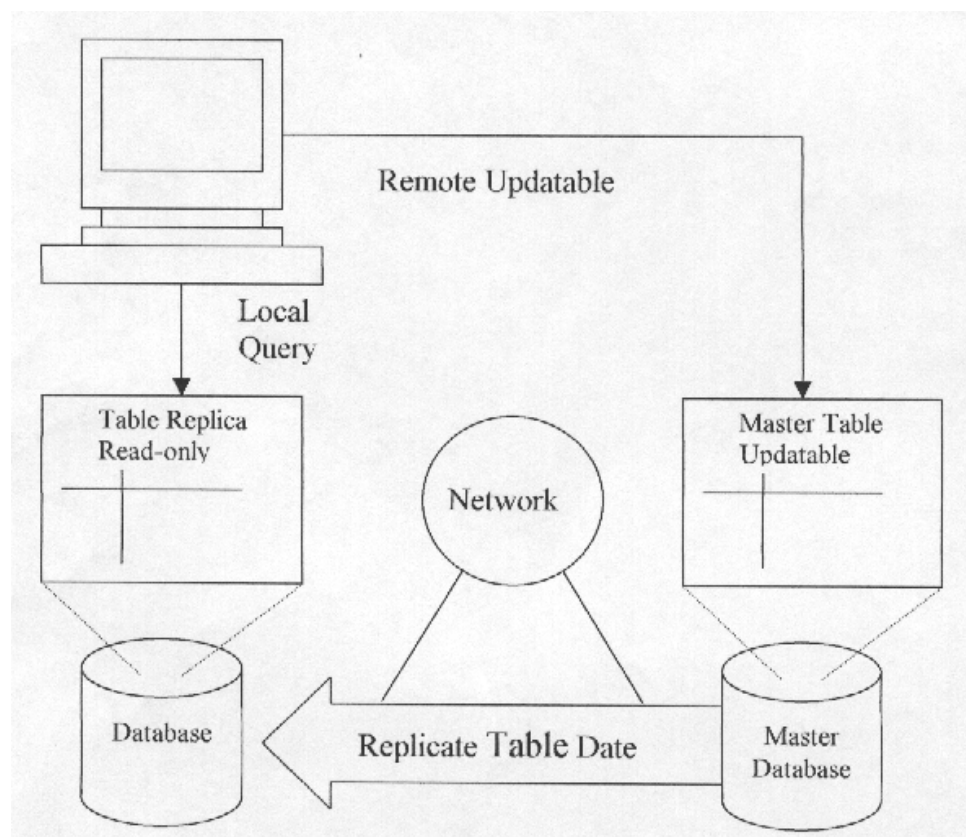 Remote Updatable
Local
Query
Table Replica
Read-only
Master Table
Updatable
Network
Database
Replicate Table Date
Master
Database